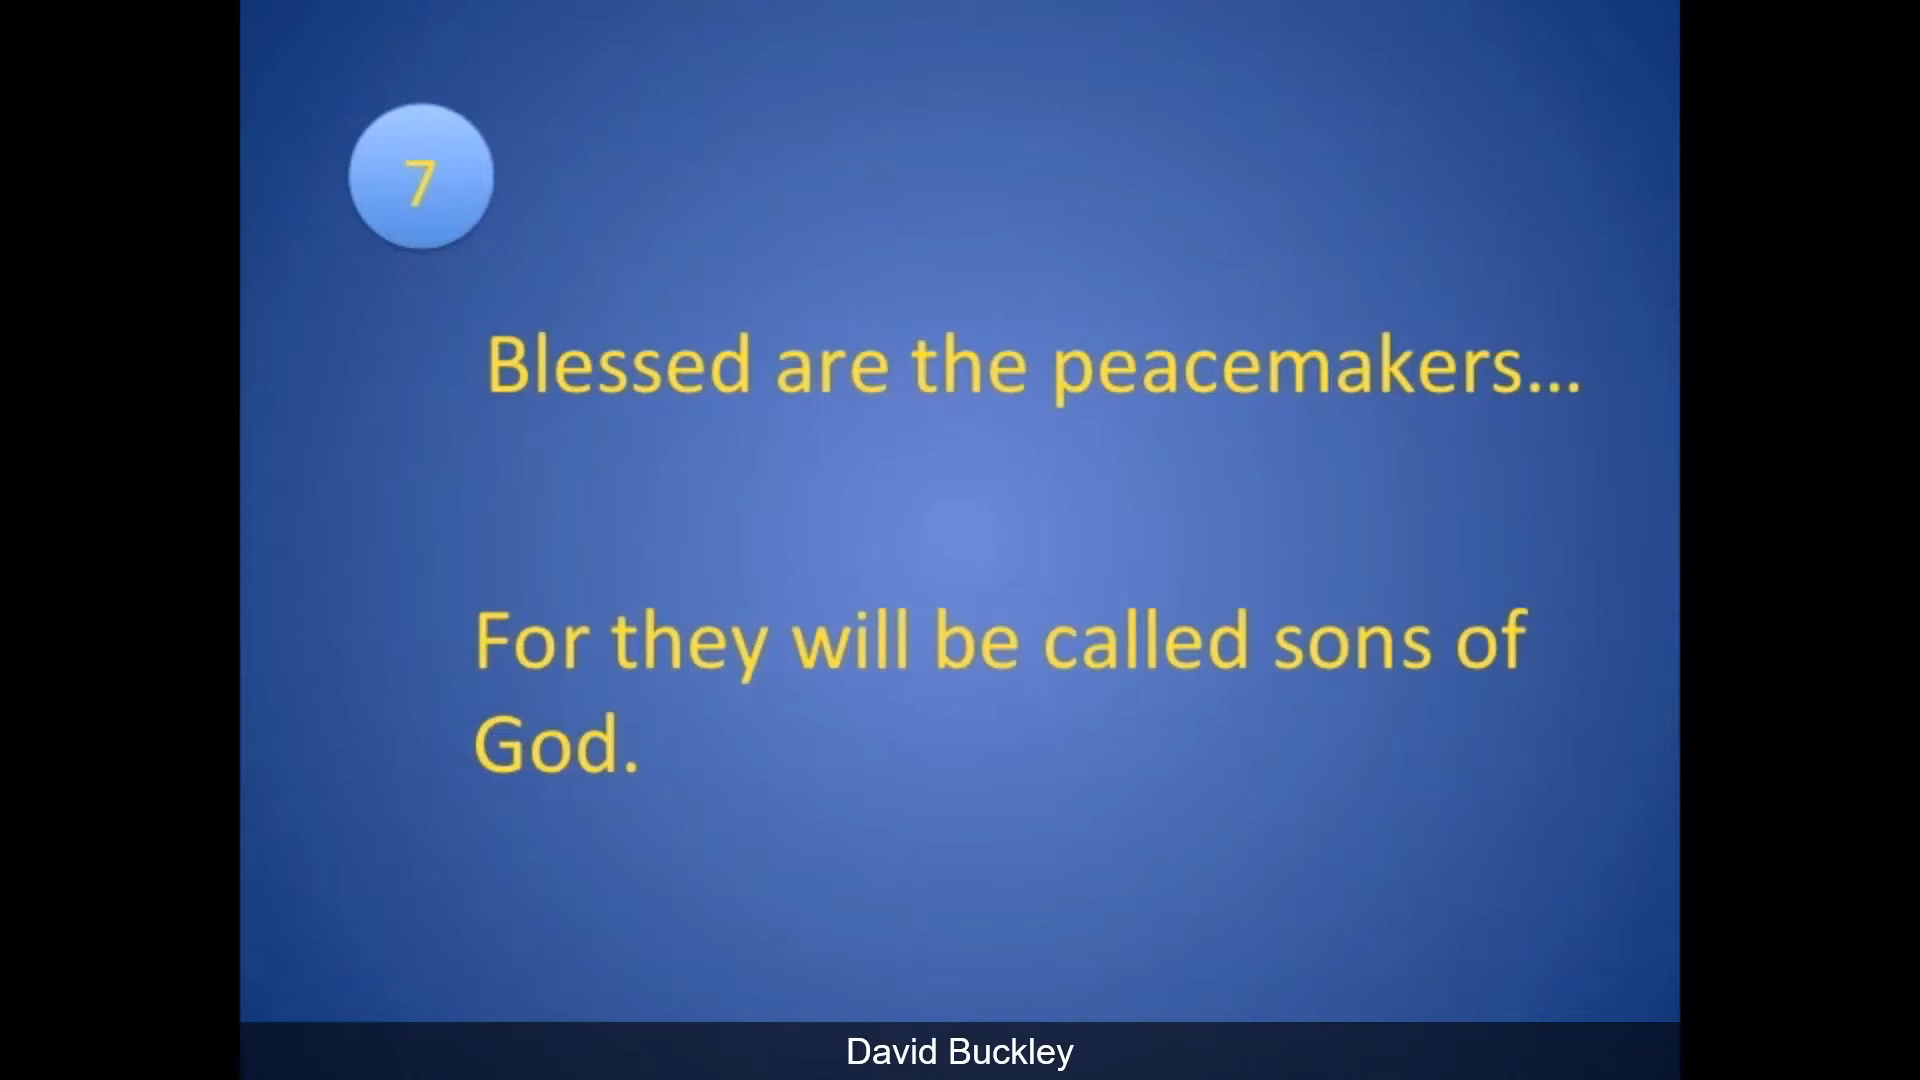 7
Blessed are the peacemakers...
For they will be called sons of
God.
David Buckley